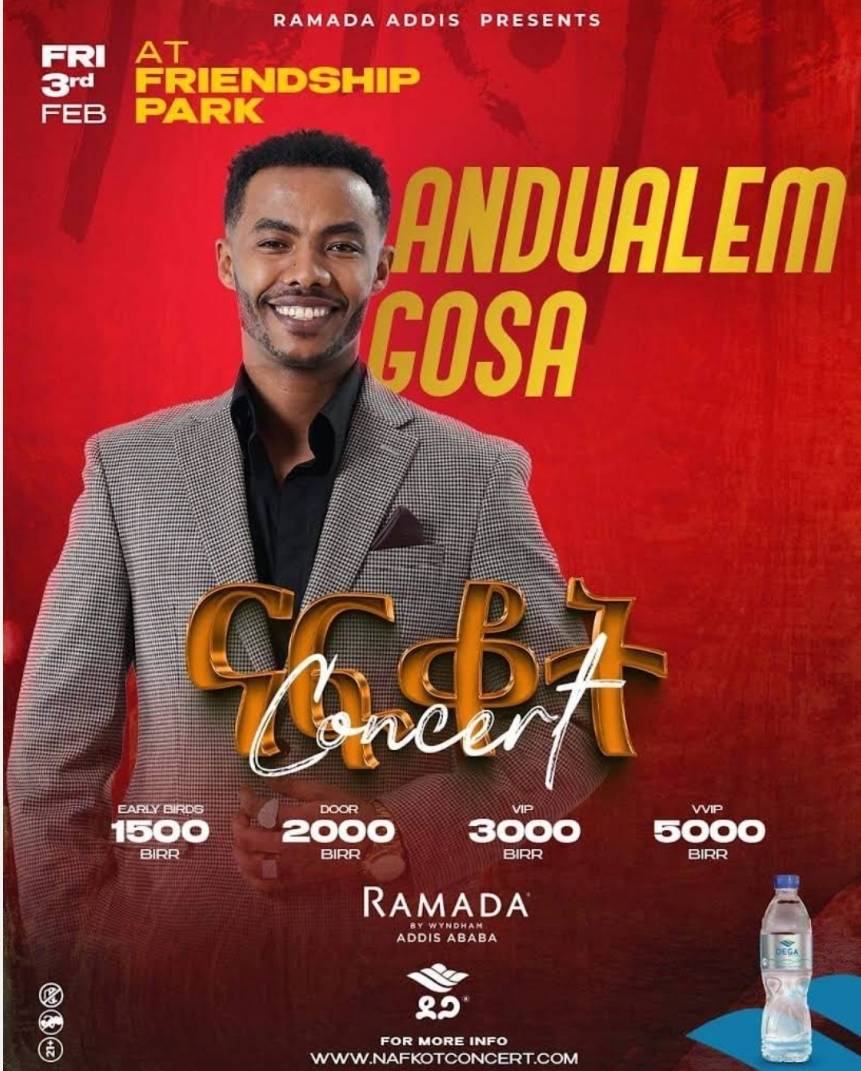 RAMADA ADDIS PRESENTS
FRI
3rd
FEB
AT
FRIENDSHIP
PARK
ANDUALEM
GOSA
ናፍቆት
Concert
EARLY BIRDS
1500
BIRR
DOOR
2000
BIRR
VIP
3000
BIRR
VVIP
5000
BIRR
RAMADA
BY WYNDHAM
ADDIS ABABA
ደጋ
DEGA
21+
FOR MORE INFO
WWW.NAFKOTCONCERT.COM